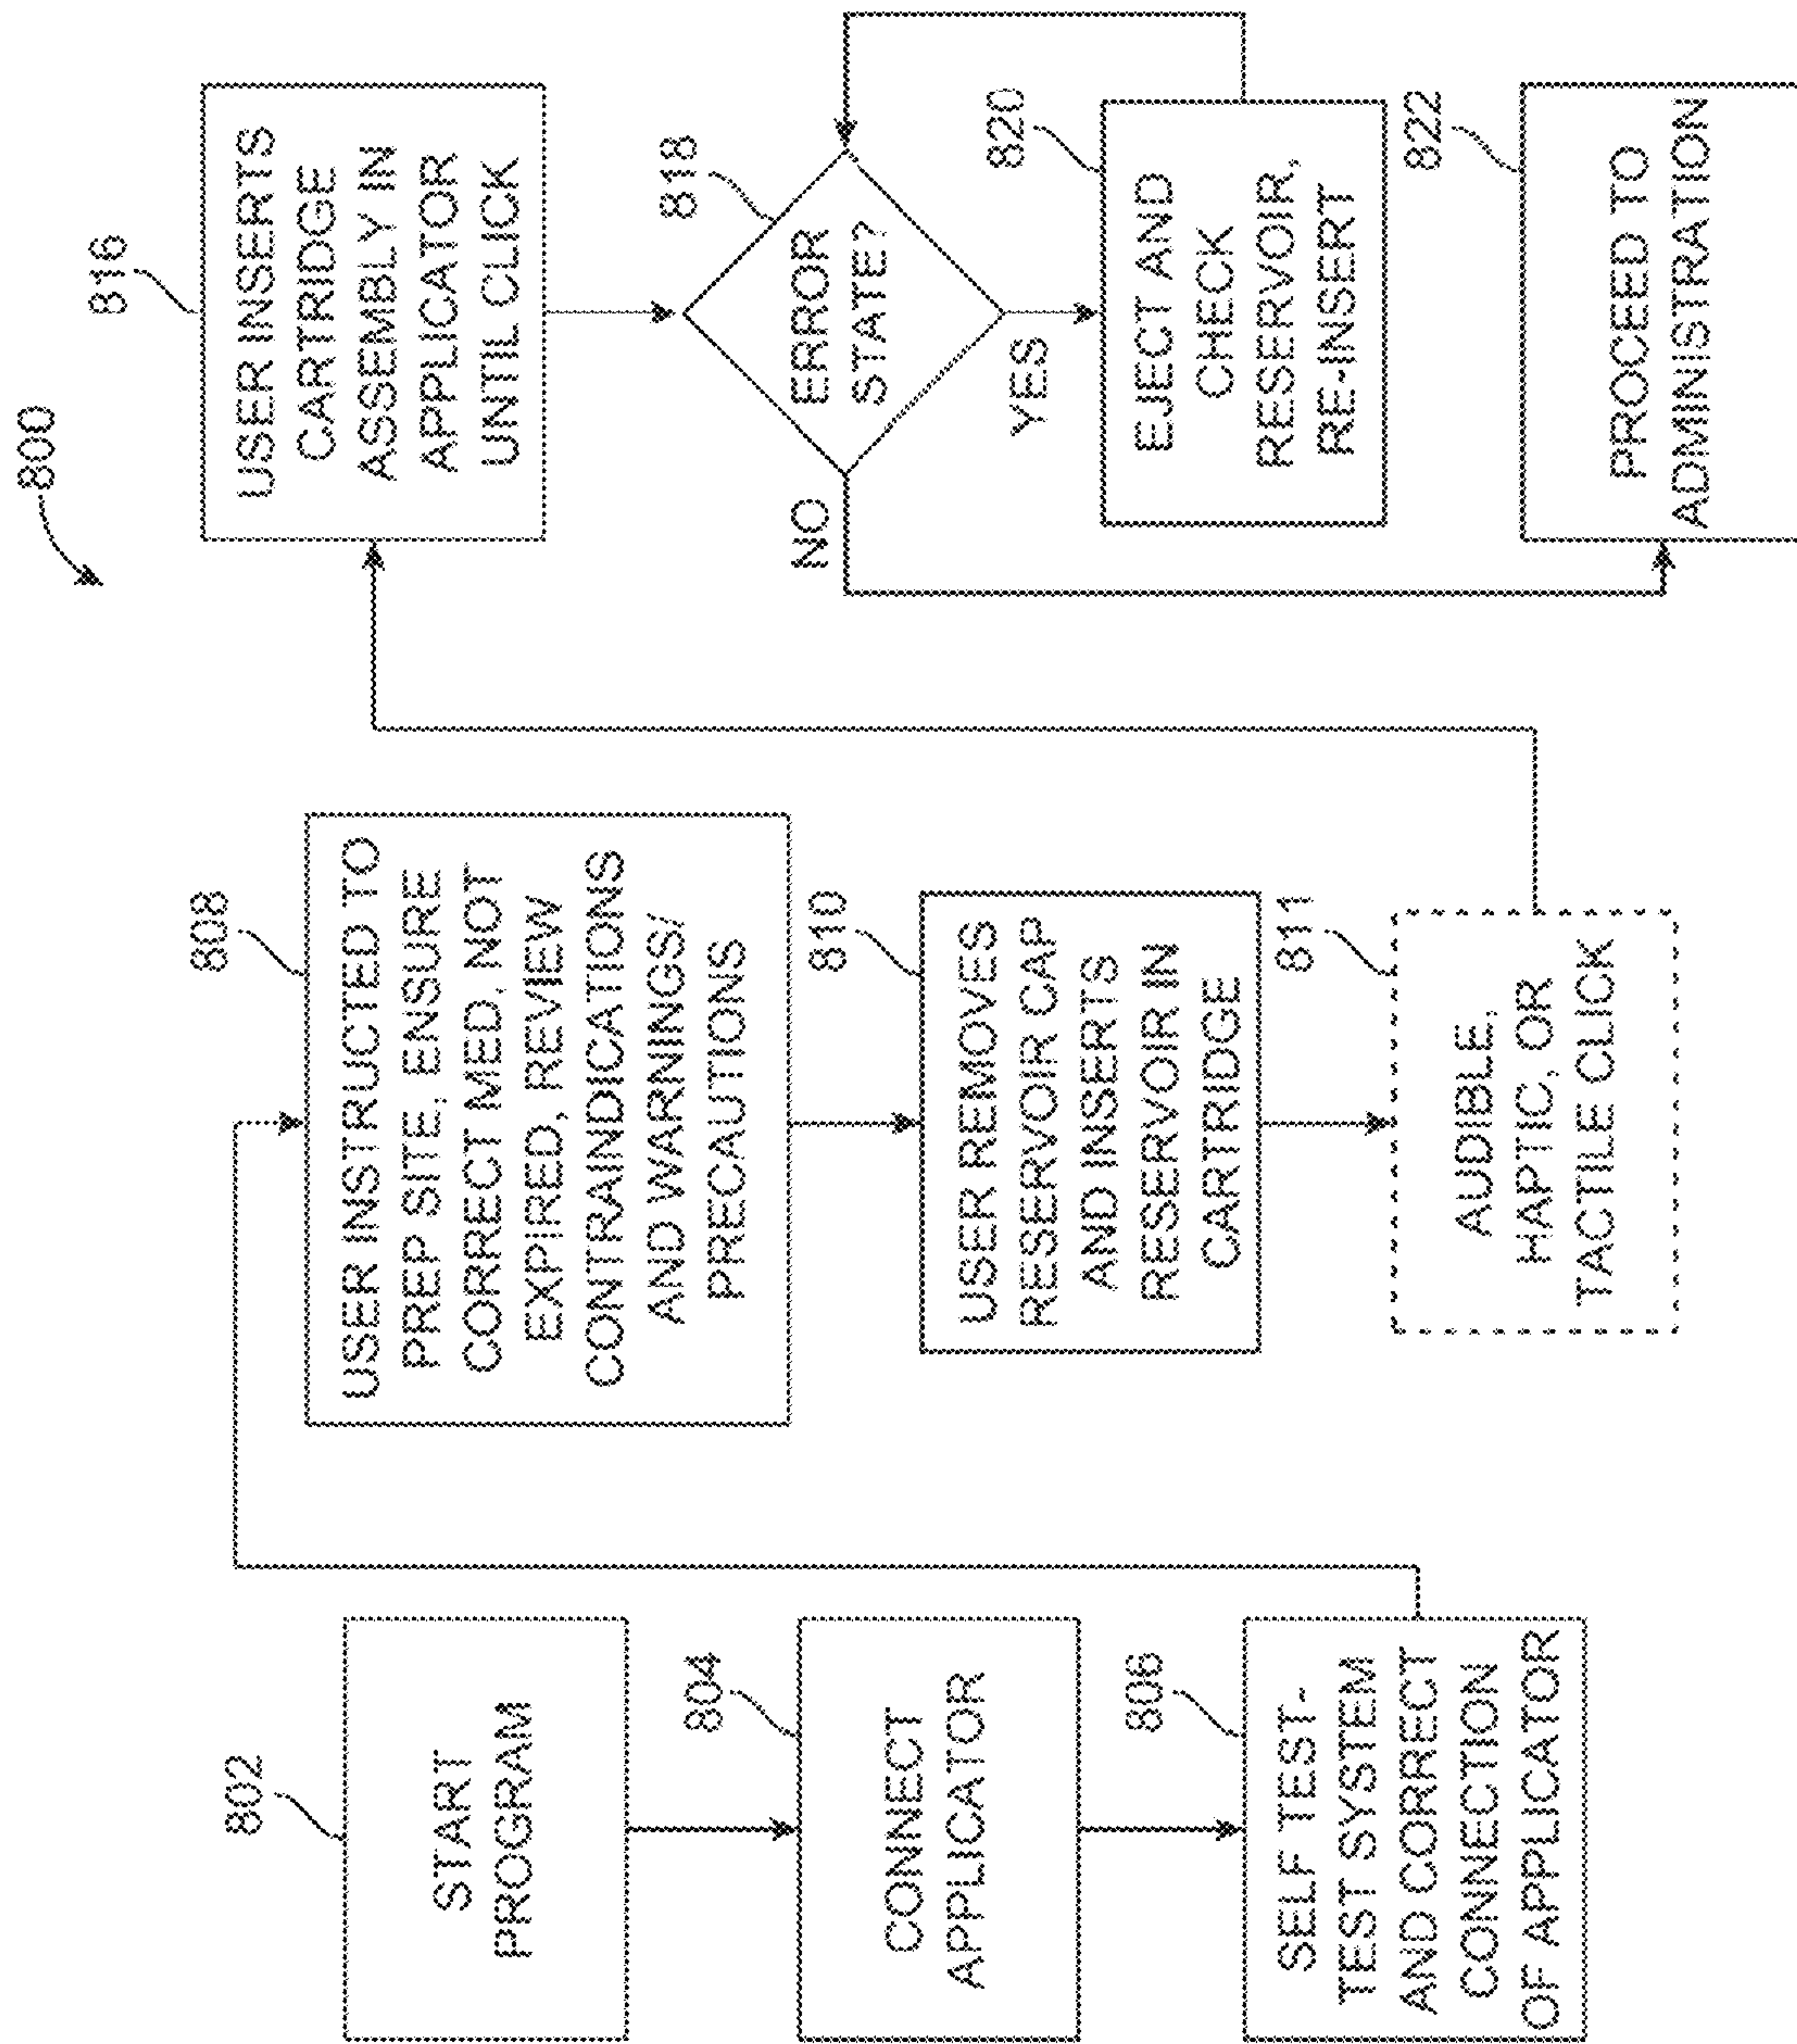 800
802
START
PROGRAM
804
CONNECT
APPLICATOR
806
SELF TEST-
TEST SYSTEM
AND CORRECT
CONNECTION
OF APPLICATOR
808
USER INSTRUCTED TO
PREP SITE, ENSURE
CORRECT MED, NOT
EXPIRED, REVIEW
CONTRAINDICATIONS
AND WARNINGS/
PRECAUTIONS
810
USER REMOVES
RESERVOIR CAP
AND INSERTS
RESERVOIR IN
CARTRIDGE
811
AUDIBLE,
HAPTIC, OR
TACTILE CLICK
816
USER INSERTS
CARTRIDGE
ASSEMBLY IN
APPLICATOR
UNTIL CLICK
818
ERROR
STATE?
NO
YES
820
EJECT AND
CHECK
RESERVOIR,
RE-INSERT
822
PROCEED TO
ADMINISTRATION